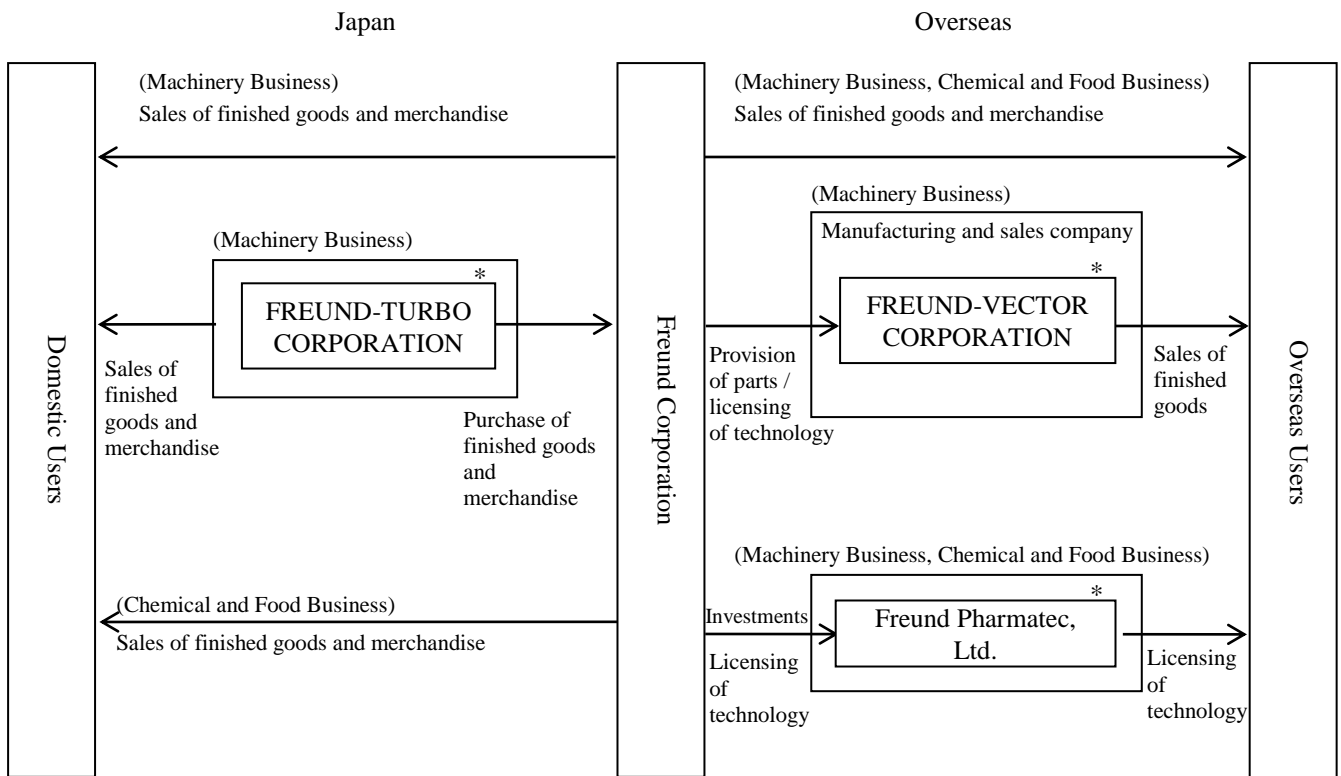 Japan
Overseas
(Machinery Business)
Sales of finished goods and merchandise
(Machinery Business, Chemical and Food Business)
Sales of finished goods and merchandise
(Machinery Business)
Manufacturing and sales company
(Machinery Business)
*
FREUND-TURBO
CORPORATION
*
FREUND-VECTOR
CORPORATION
Domestic Users
Freund Corporation
Overseas Users
Sales of
finished
goods and
merchandise
Purchase of
finished goods
and
merchandise
Provision
of parts /
licensing
of technology
Sales of
finished
goods
(Machinery Business, Chemical and Food Business)
(Chemical and Food Business)
Sales of finished goods and merchandise
Investments
*
Freund Pharmatec,
Ltd.
Licensing
of
technology
Licensing
of
technology